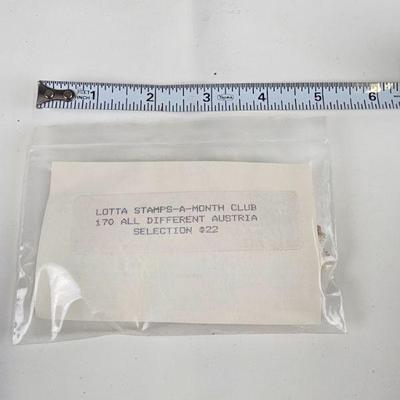 1 2 3 4 5 6
LOTTA STAMPS-A-MONTH CLUB
170 ALL DIFFERENT AUSTRIA
SELECTION #22